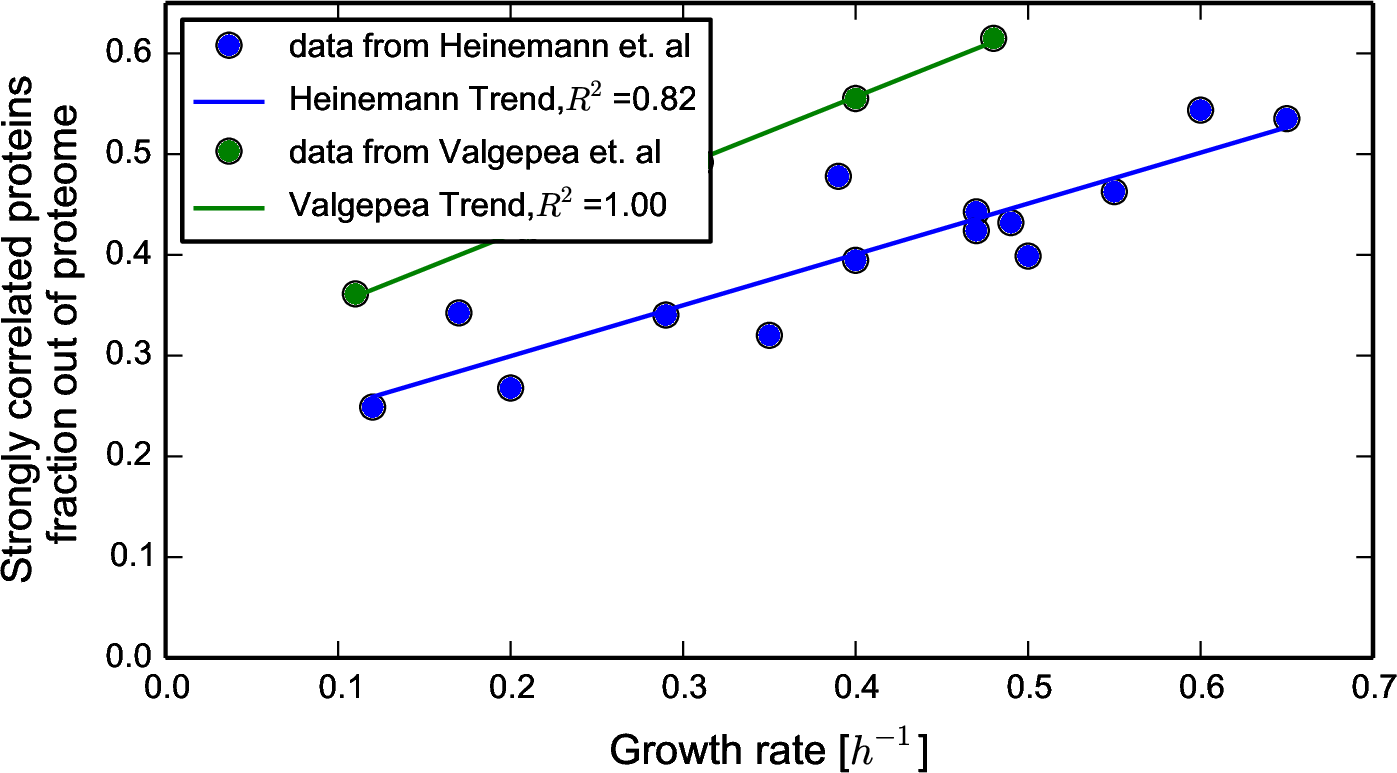 data from Heinemann et. al
Heinemann Trend,R² =0.82
data from Valgepea et. al
Valgepea Trend,R² =1.00
Strongly correlated proteins
fraction out of proteome
0.6
0.5
0.4
0.3
0.2
0.1
0.0
0.0 0.1 0.2 0.3 0.4 0.5 0.6 0.7
Growth rate [h⁻¹]